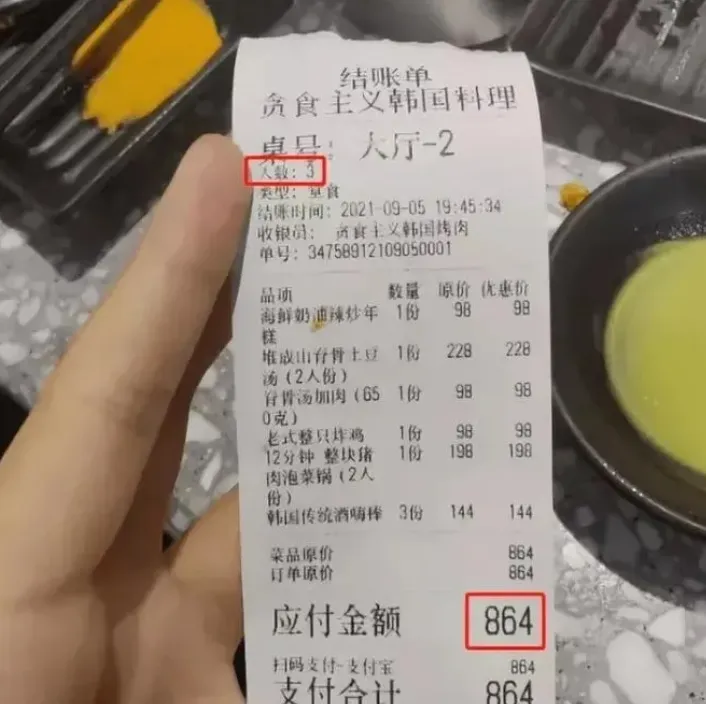 结账单
贪食主义韩国料理
桌号: 大厅-2
人数: 3
类型: 堂食
结账时间: 2021-09-05 19:45:34
收银员: 贪食主义韩国烤肉
单号: 34758912109050001
品项 数量 原价 优惠价
海鲜奶油辣炒年 1份 98 98
糕
堆成山脊骨土豆 1份 228 228
汤(2人份)
脊骨汤加肉(65 1份 98 98
0克)
老式整只炸鸡 1份 98 98
12分钟 整块猪 1份 198 198
肉泡菜锅(2人
份)
韩国传统酒嗨棒 3份 144 144
菜品原价 864
订单原价 864
应付金额 864
扫码支付-支付宝 864
支付合计 864